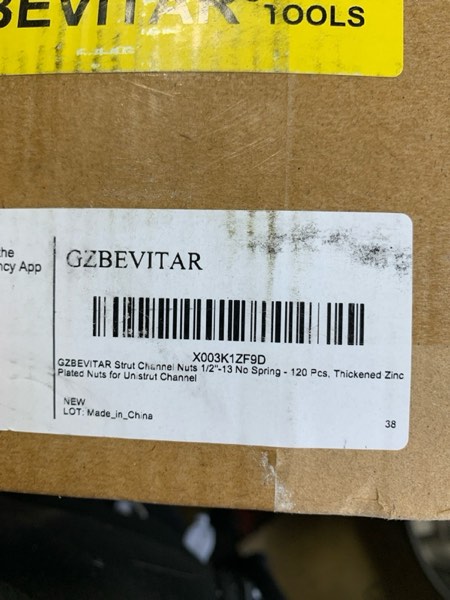 BEVITAR® TOOLS
the
ncy App
GZBEVITAR
X003K1ZF9D
GZBEVITAR Strut Channel Nuts 1/2"-13 No Spring - 120 Pcs, Thickened Zinc
Plated Nuts for Unistrut Channel
NEW
LOT: Made_in_China
38